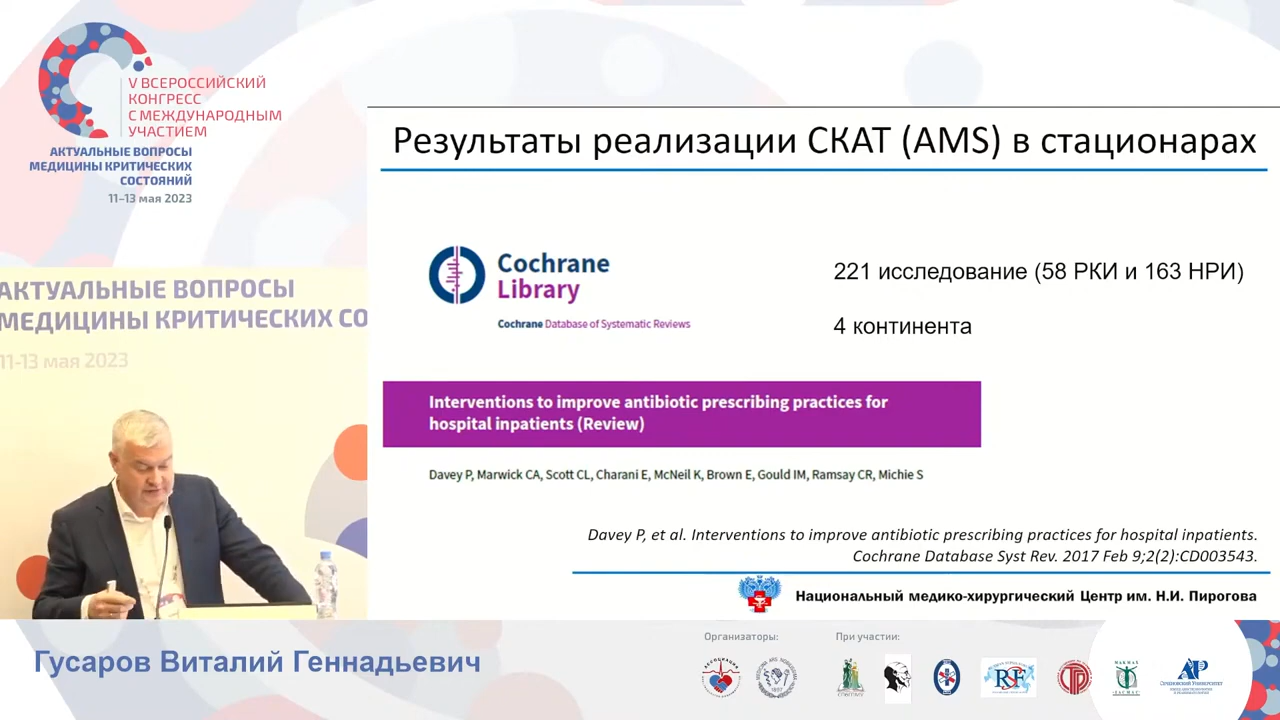 V ВСЕРОССИЙСКИЙ
КОНГРЕСС
С МЕЖДУНАРОДНЫМ
УЧАСТИЕМ
АКТУАЛЬНЫЕ ВОПРОСЫ
МЕДИЦИНЫ КРИТИЧЕСКИХ
СОСТОЯНИЙ
11–13 мая 2023
АКТУАЛЬНЫЕ ВОПРОСЫ
МЕДИЦИНЫ КРИТИЧЕСКИХ СО
11-13 мая 2023
Результаты реализации СКАТ (AMS) в стационарах
Cochrane
Library
Cochrane Database of Systematic Reviews
221 исследование (58 РКИ и 163 НРИ)
4 континента
Interventions to improve antibiotic prescribing practices for
hospital inpatients (Review)
Davey P, Marwick CA, Scott CL, Charani E, McNeil K, Brown E, Gould IM, Ramsay CR, Michie S
Davey P, et al. Interventions to improve antibiotic prescribing practices for hospital inpatients.
Cochrane Database Syst Rev. 2017 Feb 9;2(2):CD003543.
Национальный медико-хирургический Центр им. Н.И. Пирогова
Гусаров Виталий Геннадьевич
Организаторы:
При участии: